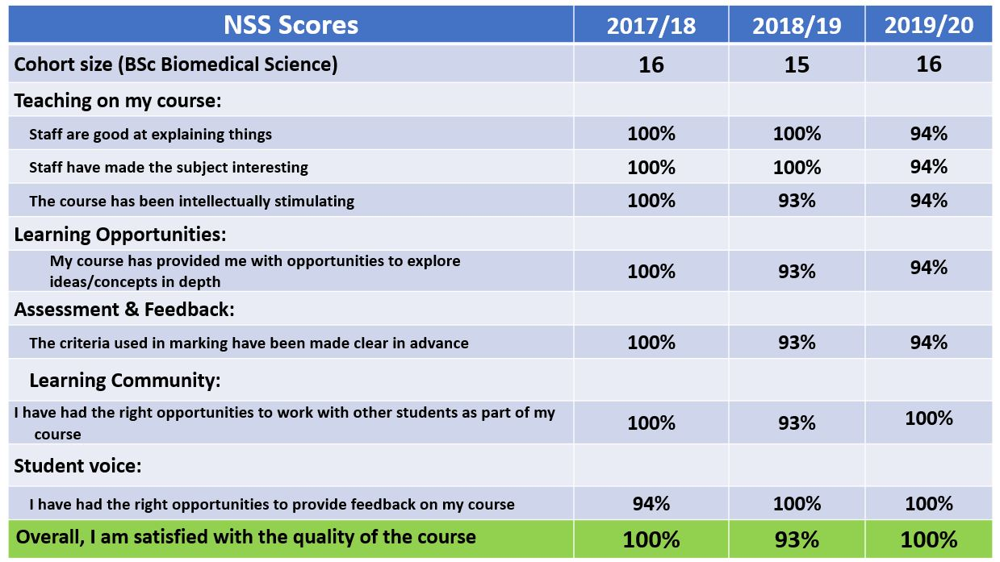 NSS Scores 2017/18 2018/19 2019/20
Cohort size (BSc Biomedical Science) 16 15 16
Teaching on my course:
Staff are good at explaining things 100% 100% 94%
Staff have made the subject interesting 100% 100% 94%
The course has been intellectually stimulating 100% 93% 94%
Learning Opportunities:
My course has provided me with opportunities to explore
ideas/concepts in depth 100% 93% 94%
Assessment & Feedback:
The criteria used in marking have been made clear in advance 100% 93% 94%
Learning Community:
I have had the right opportunities to work with other students as part of my
course 100% 93% 100%
Student voice:
I have had the right opportunities to provide feedback on my course 94% 100% 100%
Overall, I am satisfied with the quality of the course 100% 93% 100%